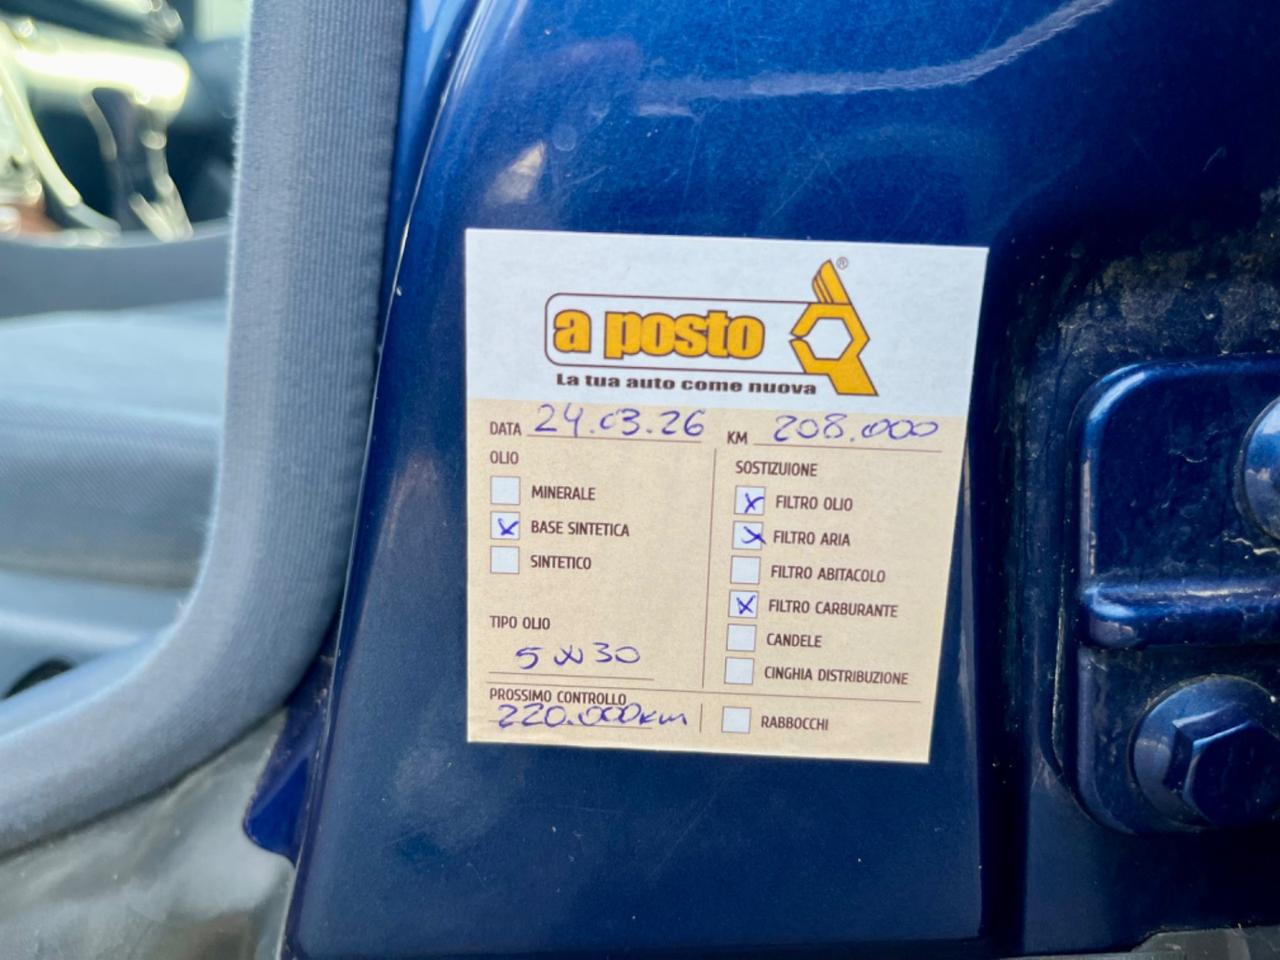 a posto ®
La tua auto come nuova
DATA 24.03.26 KM 208.000
OLIO
MINERALE
BASE SINTETICA
SINTETICO
TIPO OLIO
5W30
PROSSIMO CONTROLLO
220.000km
SOSTIZUIONE
FILTRO OLIO
FILTRO ARIA
FILTRO ABITACOLO
FILTRO CARBURANTE
CANDELE
CINGHIA DISTRIBUZIONE
RABBOCCHI